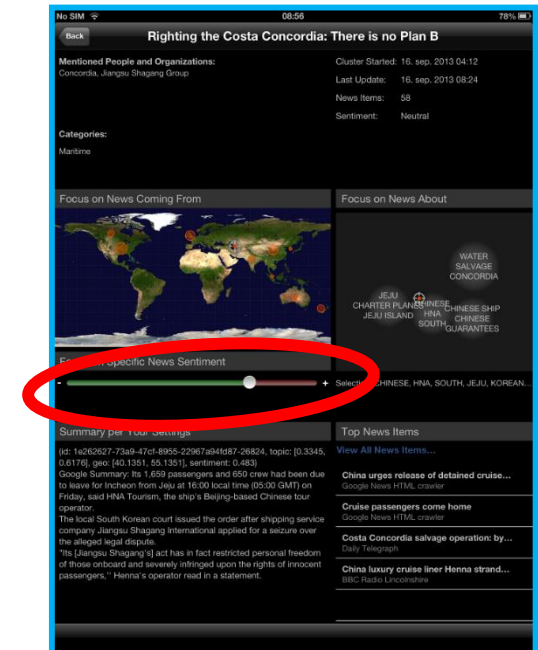 No SIM 08:56 78%
Back Righting the Costa Concordia: There is no Plan B
Mentioned People and Organizations:
Concordia, Jiangsu Shagang Group
Cluster Started: 16. sep. 2013 04:12
Last Update: 16. sep. 2013 08:24
News Items: 58
Sentiment: Neutral
Categories:
Maritime
Focus on News Coming From
Focus on News About
WATER
SALVAGE
CONCORDIA
JEJU
CHARTER PLANES
JEJU ISLAND
CHINESE
HNA
SOUTH
CHINESE SHIP
CHINESE
GUARANTEES
Specific News Sentiment
- +
CHINESE, HNA, SOUTH, JEJU, KOREAN...
Summary per Your Settings
(id: 1e262627-73a9-47cf-8955-22967a94fd87-26824, topic: [0.3345,
0.6176], geo: [40.1351, 55.1351], sentiment: 0.483)
Google Summary: Its 1,659 passengers and 650 crew had been due
to leave for Incheon from Jeju at 16:00 local time (05:00 GMT) on
Friday, said HNA Tourism, the ship's Beijing-based Chinese tour
operator.
The local South Korean court issued the order after shipping service
company Jiangsu Shagang International applied for a seizure over
the alleged legal dispute.
"Its [Jiangsu Shagang's] act has in fact restricted personal freedom
of those onboard and severely infringed upon the rights of innocent
passengers,'' Henna's operator read in a statement.
Top News Items
View All News Items...
China urges release of detained cruise...
Google News HTML crawler
Cruise passengers come home
Google News HTML crawler
Costa Concordia salvage operation: by...
Daily Telegraph
China luxury cruise liner Henna strand...
BBC Radio Lincolnshire